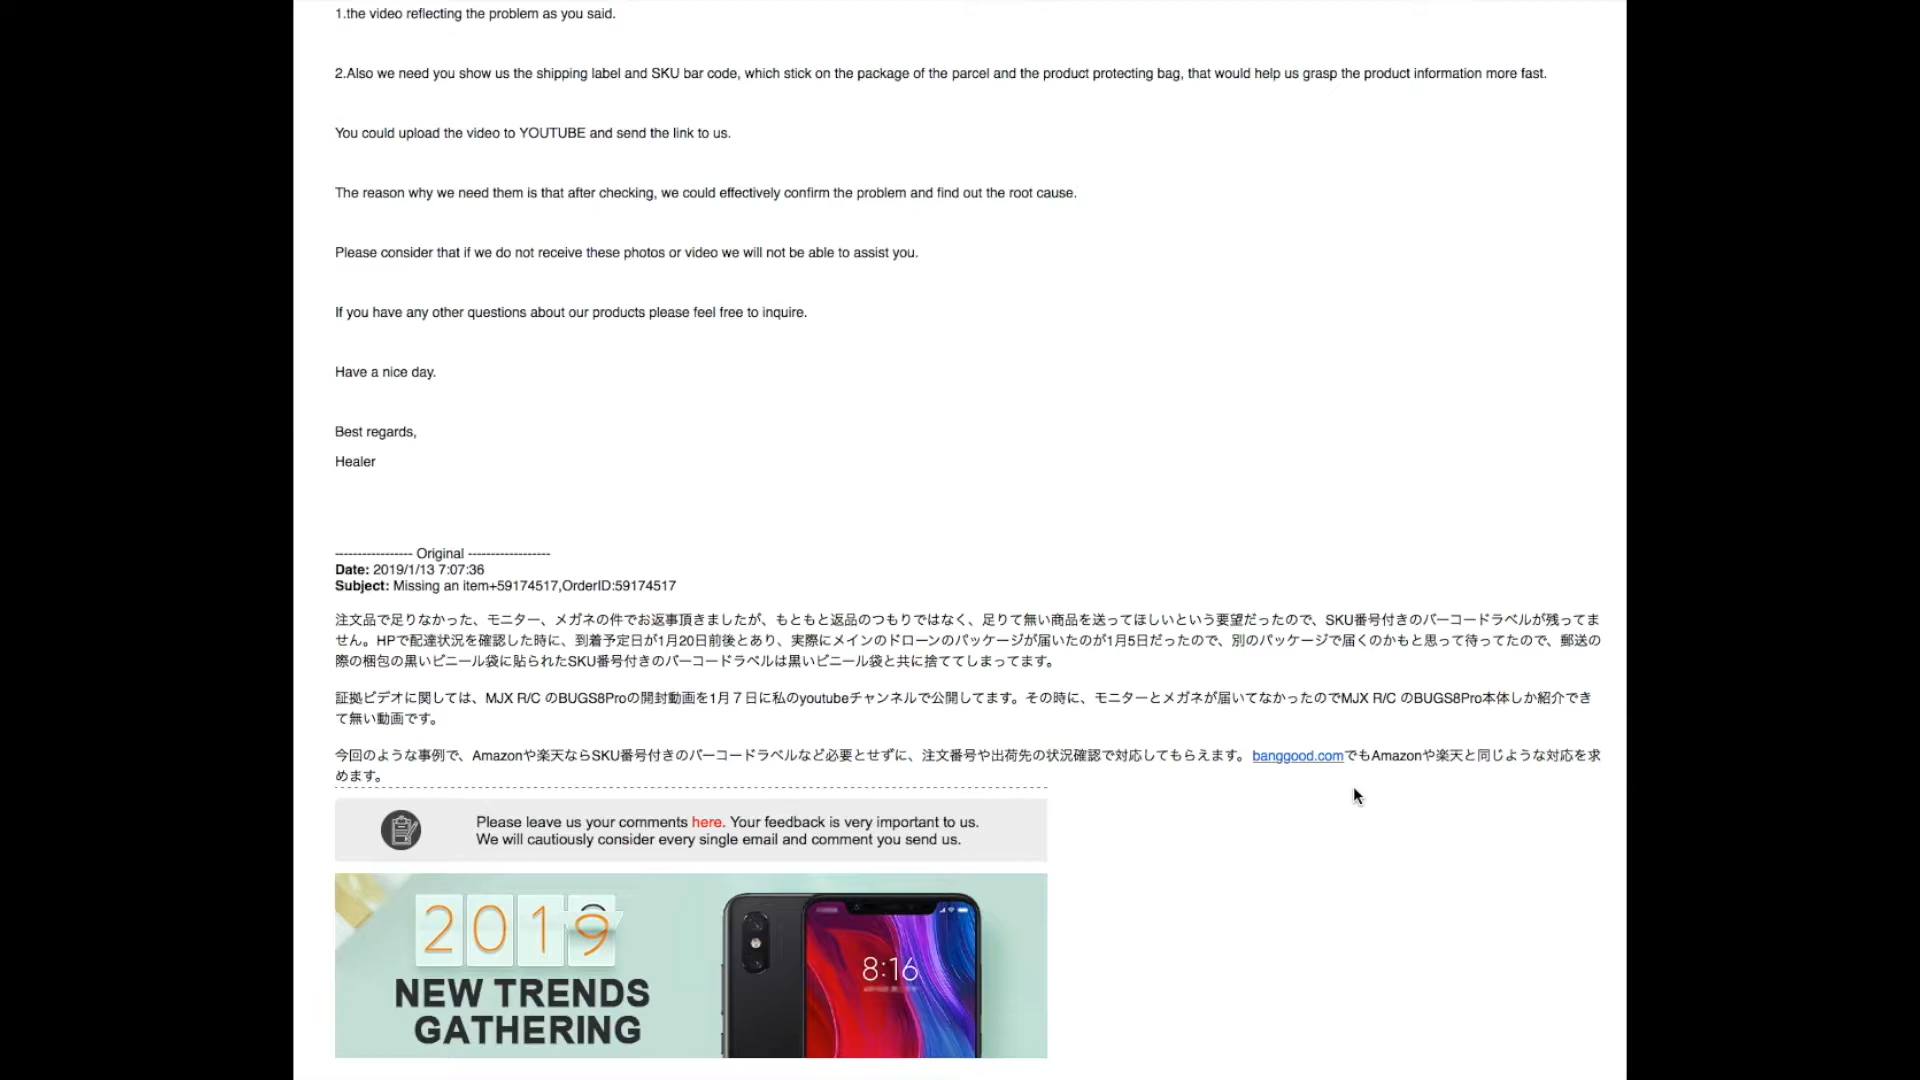 1.the video reflecting the problem as you said.
2.Also we need you show us the shipping label and SKU bar code, which stick on the package of the parcel and the product protecting bag, that would help us grasp the product information more fast.
You could upload the video to YOUTUBE and send the link to us.
The reason why we need them is that after checking, we could effectively confirm the problem and find out the root cause.
Please consider that if we do not receive these photos or video we will not be able to assist you.
If you have any other questions about our products please feel free to inquire.
Have a nice day.
Best regards,
Healer
----------------- Original ------------------
Date: 2019/1/13 7:07:36
Subject: Missing an item+59174517,OrderID:59174517
注文品で足りなかった、モニター、メガネの件でお返事頂きましたが、もともと返品のつもりではなく、足りて無い商品を送ってほしいという要望だったので、SKU番号付きのバーコードラベルが残ってま
せん。HPで配達状況を確認した時に、到着予定日が1月20日前後とあり、実際にメインのドローンのパッケージが届いたのが1月5日だったので、別のパッケージで届くのかもと思って待ってたので、郵送の
際の梱包の黒いビニール袋に貼られたSKU番号付きのバーコードラベルは黒いビニール袋と共に捨ててしまってます。
証拠ビデオに関しては、MJX R/C のBUGS8Proの開封動画を1月７日に私のyoutubeチャンネルで公開してます。その時に、モニターとメガネが届いてなかったのでMJX R/C のBUGS8Pro本体しか紹介でき
て無い動画です。
今回のような事例で、Amazonや楽天ならSKU番号付きのバーコードラベルなど必要とせずに、注文番号や出荷先の状況確認で対応してもらえます。 banggood.comでもAmazonや楽天と同じような対応を求
めます。
Please leave us your comments here. Your feedback is very important to us.
We will cautiously consider every single email and comment you send us.
2019
NEW TRENDS
GATHERING
8:16